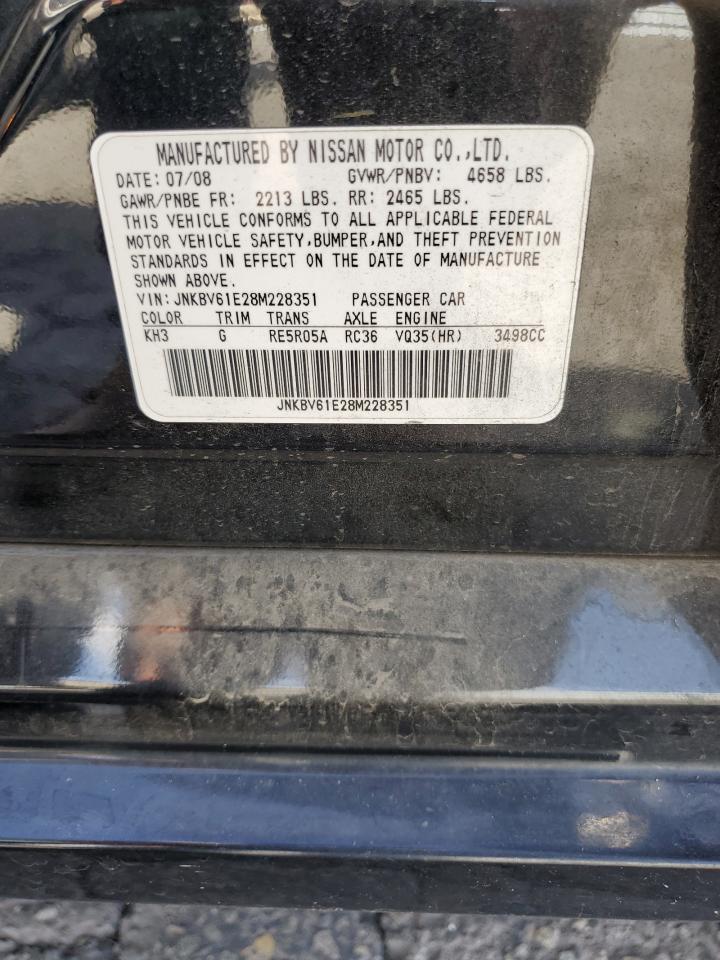 MANUFACTURED BY NISSAN MOTOR CO.,LTD.
DATE: 07/08 GVWR/PNBV: 4658 LBS.
GAWR/PNBE FR: 2213 LBS. RR: 2465 LBS.
THIS VEHICLE CONFORMS TO ALL APPLICABLE FEDERAL
MOTOR VEHICLE SAFETY,BUMPER,AND THEFT PREVENTION
STANDARDS IN EFFECT ON THE DATE OF MANUFACTURE
SHOWN ABOVE.
VIN: JNKBV61E28M228351 PASSENGER CAR
COLOR TRIM TRANS AXLE ENGINE
KH3 G RE5R05A RC36 VQ35(HR) 3498CC
JNKBV61E28M228351